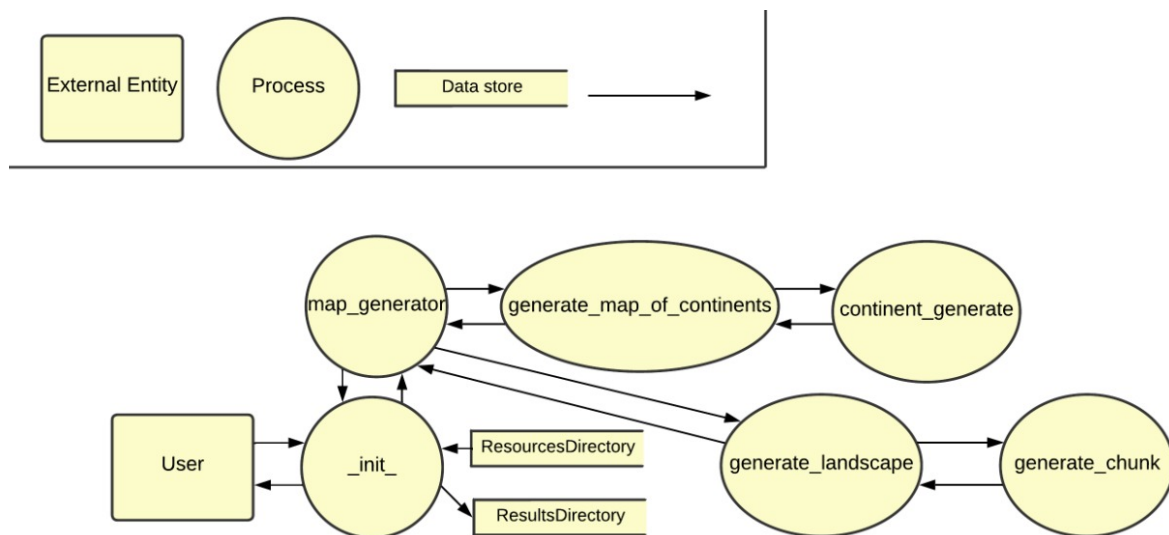 External Entity
Process
Data store
map_generator
generate_map_of_continents
continent_generate
User
_init_
ResourcesDirectory
ResultsDirectory
generate_landscape
generate_chunk